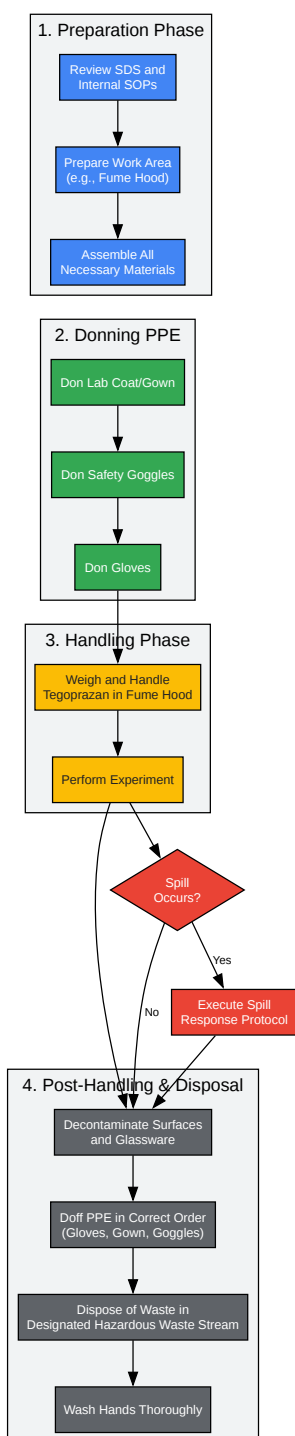 1. Preparation Phase
Review SDS and
Internal SOPs
Prepare Work Area
(e.g., Fume Hood)
Assemble All
Necessary Materials
2. Donning PPE
Don Lab Coat/Gown
Don Safety Goggles
Don Gloves
3. Handling Phase
Weigh and Handle
Tegoprazan in Fume Hood
Perform Experiment
Spill
Occurs?
Yes
No
Execute Spill
Response Protocol
4. Post-Handling & Disposal
Decontaminate Surfaces
and Glassware
Doff PPE in Correct Order
(Gloves, Gown, Goggles)
Dispose of Waste in
Designated Hazardous Waste Stream
Wash Hands Thoroughly